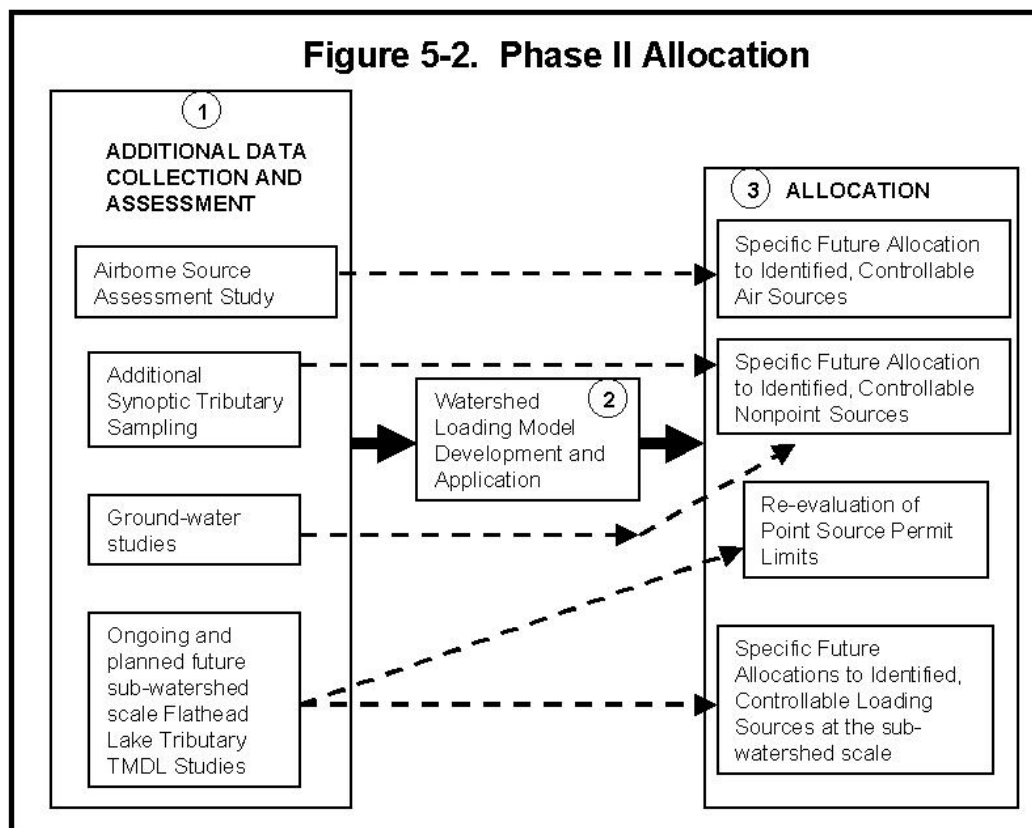 Figure 5-2.  Phase II Allocation
1
ADDITIONAL DATA
COLLECTION AND
ASSESSMENT
Airborne Source
Assessment Study
Additional
Synoptic Tributary
Sampling
Ground-water
studies
Ongoing and
planned future
sub-watershed
scale Flathead
Lake Tributary
TMDL Studies
2
Watershed
Loading Model
Development and
Application
3 ALLOCATION
Specific Future Allocation
to Identified, Controllable
Air Sources
Specific Future Allocation
to Identified, Controllable
Nonpoint Sources
Re-evaluation of
Point Source Permit
Limits
Specific Future
Allocations to Identified,
Controllable Loading
Sources at the sub-
watershed scale